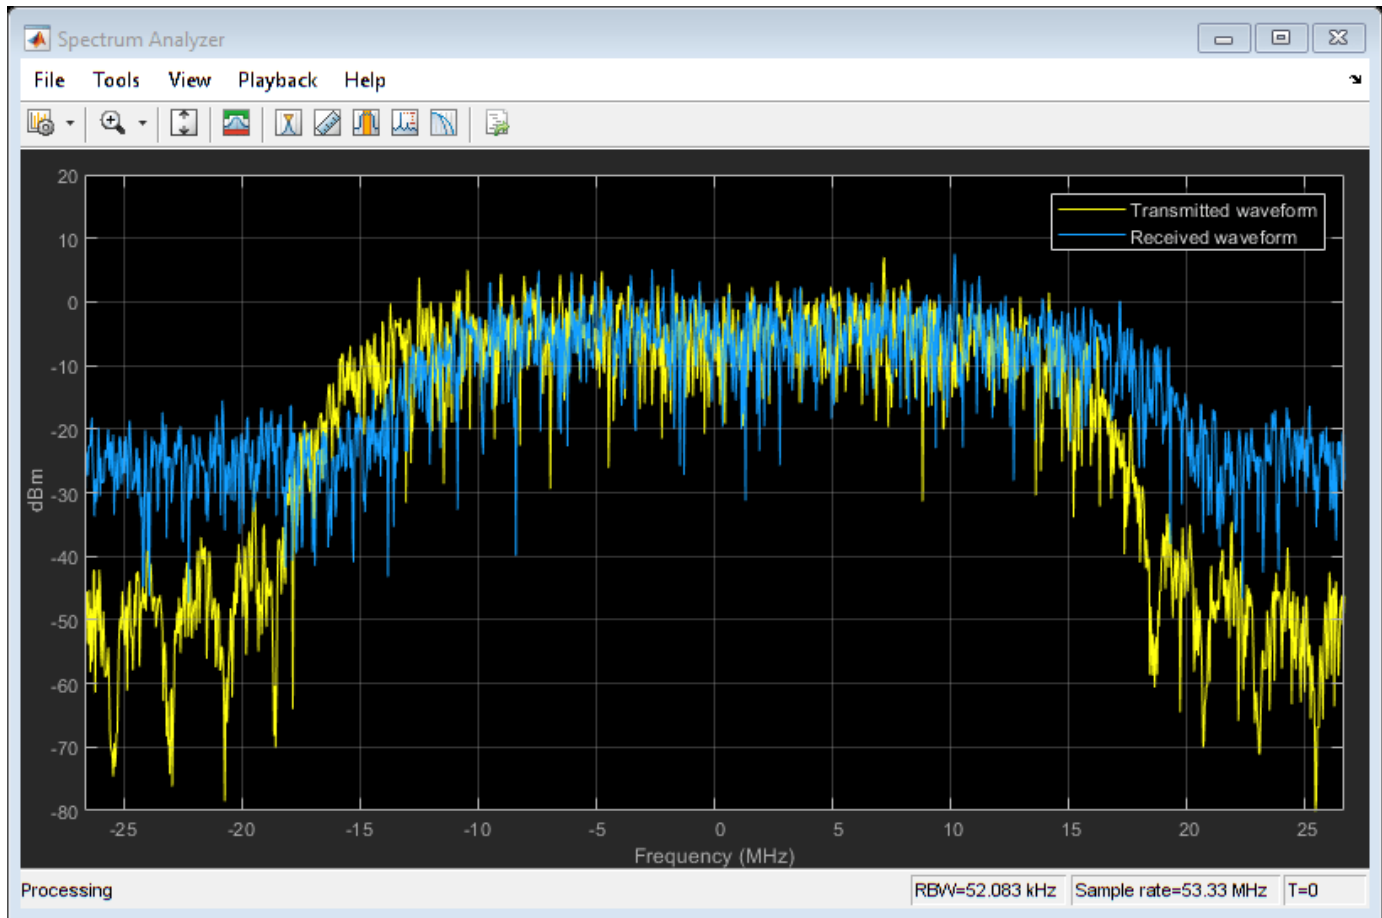 Spectrum Analyzer
File Tools View Playback Help
20
10
0
-10
-20
-30
-40
-50
-60
-70
-80
dBm
Transmitted waveform
Received waveform
-25 -20 -15 -10 -5 0 5 10 15 20 25
Frequency (MHz)
Processing RBW=52.083 kHz Sample rate=53.33 MHz T=0